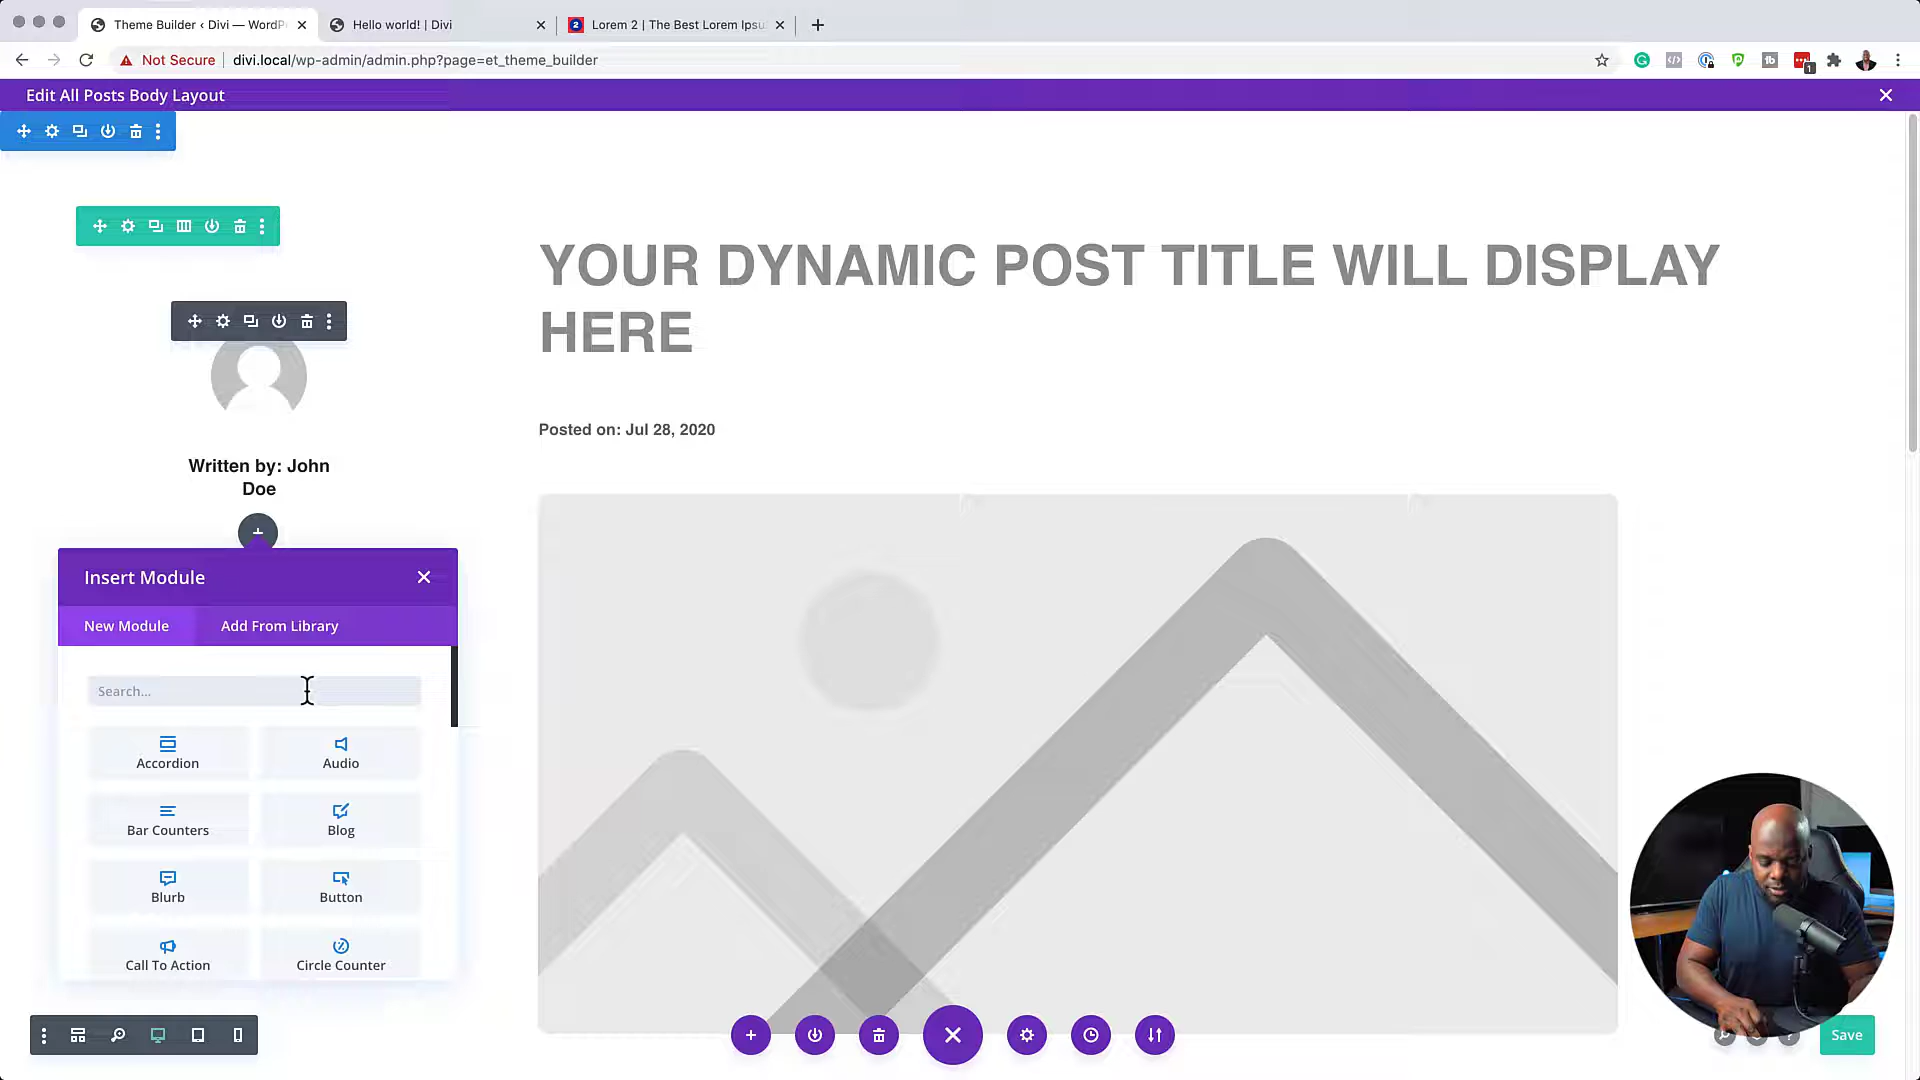 Theme Builder ‹ Divi — WordP
Hello world! | Divi
2
Lorem 2 | The Best Lorem Ipsu
Not Secure
divi.local/wp-admin/admin.php?page=et_theme_builder
1
Edit All Posts Body Layout
YOUR DYNAMIC POST TITLE WILL DISPLAY
HERE
Posted on: Jul 28, 2020
Written by: John
Doe
Insert Module
New Module
Add From Library
Search...
Accordion
Audio
Bar Counters
Blog
Blurb
Button
Call To Action
Circle Counter
Save